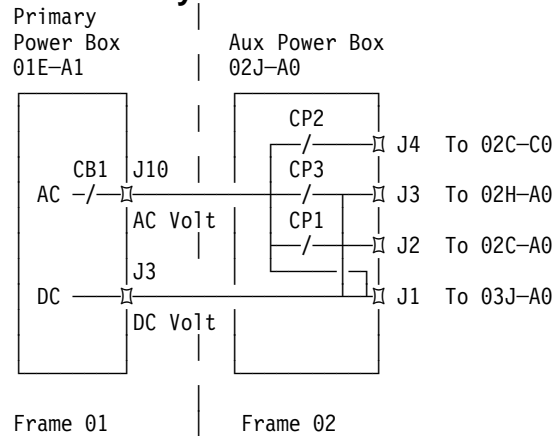 Primary
Power Box Aux Power Box
01E–A1 02J–A0
CP2
J4 To 02C–C0
CB1 J10 CP3
AC J3 To 02H–A0
AC Volt CP1
J2 To 02C–A0
J3
DC J1 To 03J–A0
DC Volt
Frame 01 Frame 02